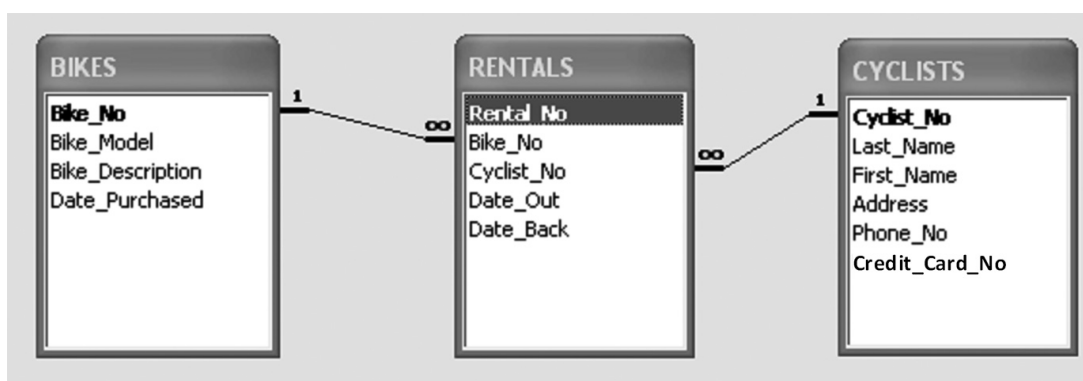 BIKES
Bike_No
Bike_Model
Bike_Description
Date_Purchased
1
∞
RENTALS
Rental_No
Bike_No
Cyclist_No
Date_Out
Date_Back
∞
1
CYCLISTS
Cyclist_No
Last_Name
First_Name
Address
Phone_No
Credit_Card_No